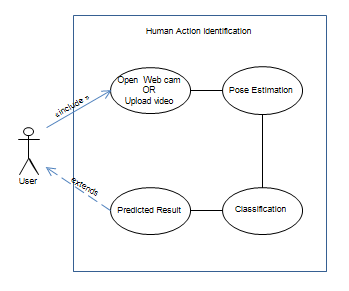 Human Action Identification
Open Web cam
OR
Upload video
Pose Estimation
«include »
User
extends
Predicted Result
Classification